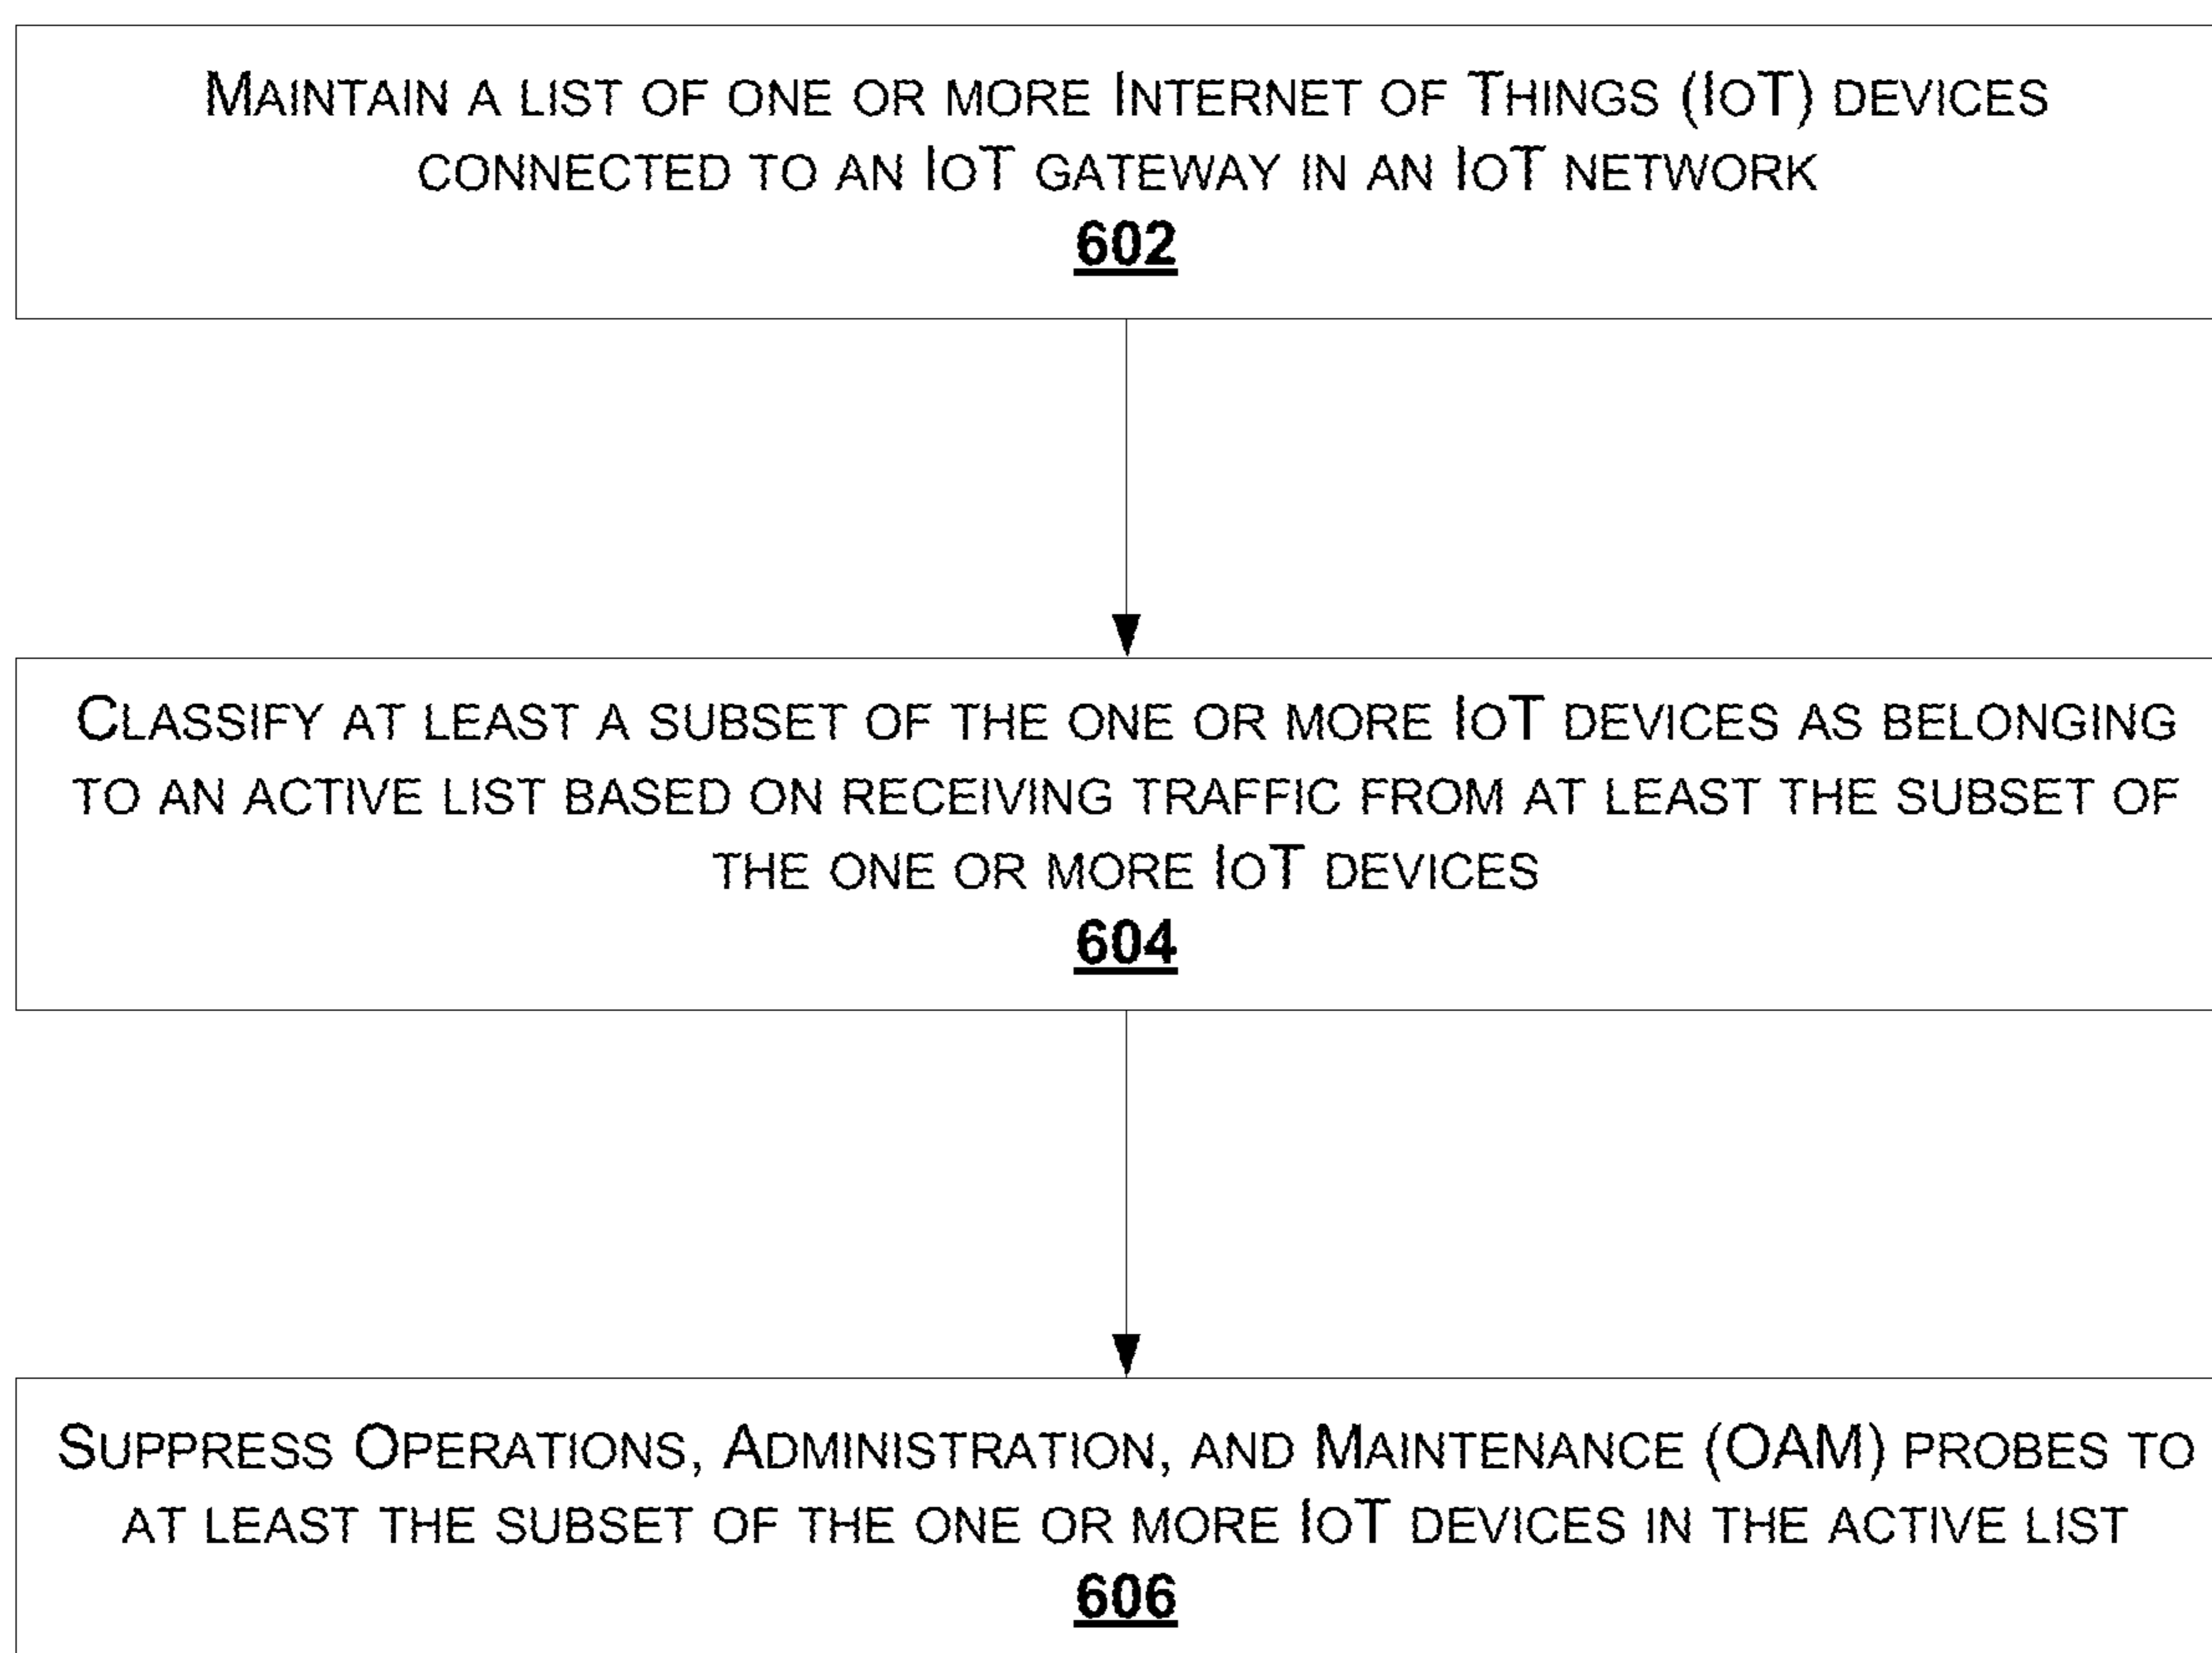 Maintain a list of one or more Internet of Things (IoT) devices
connected to an IoT gateway in an IoT network
602
Classify at least a subset of the one or more IoT devices as belonging
to an active list based on receiving traffic from at least the subset of
the one or more IoT devices
604
Suppress Operations, Administration, and Maintenance (OAM) probes to
at least the subset of the one or more IoT devices in the active list
606